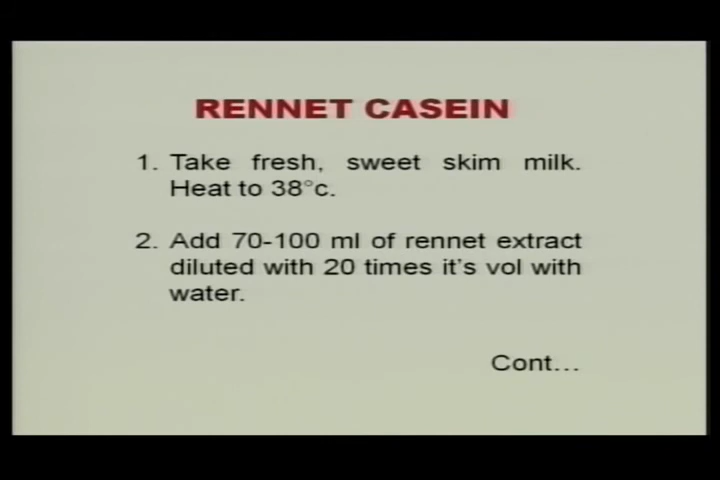 RENNET CASEIN
1. Take fresh, sweet skim milk.
Heat to 38°c.
2. Add 70-100 ml of rennet extract
diluted with 20 times it's vol with
water.
Cont...